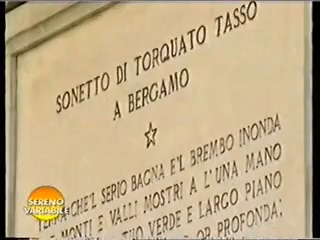 SONETTO DI TORQUATO TASSO
A BERGAMO
CHE'L SERIO BAGNA E'L BREMBO INONDA
MONTI E VALLI MOSTRI A L'UNA MANO
TUO VERDE E LARGO PIANO
OR PROFONDA;
SERENO
VARIABILE